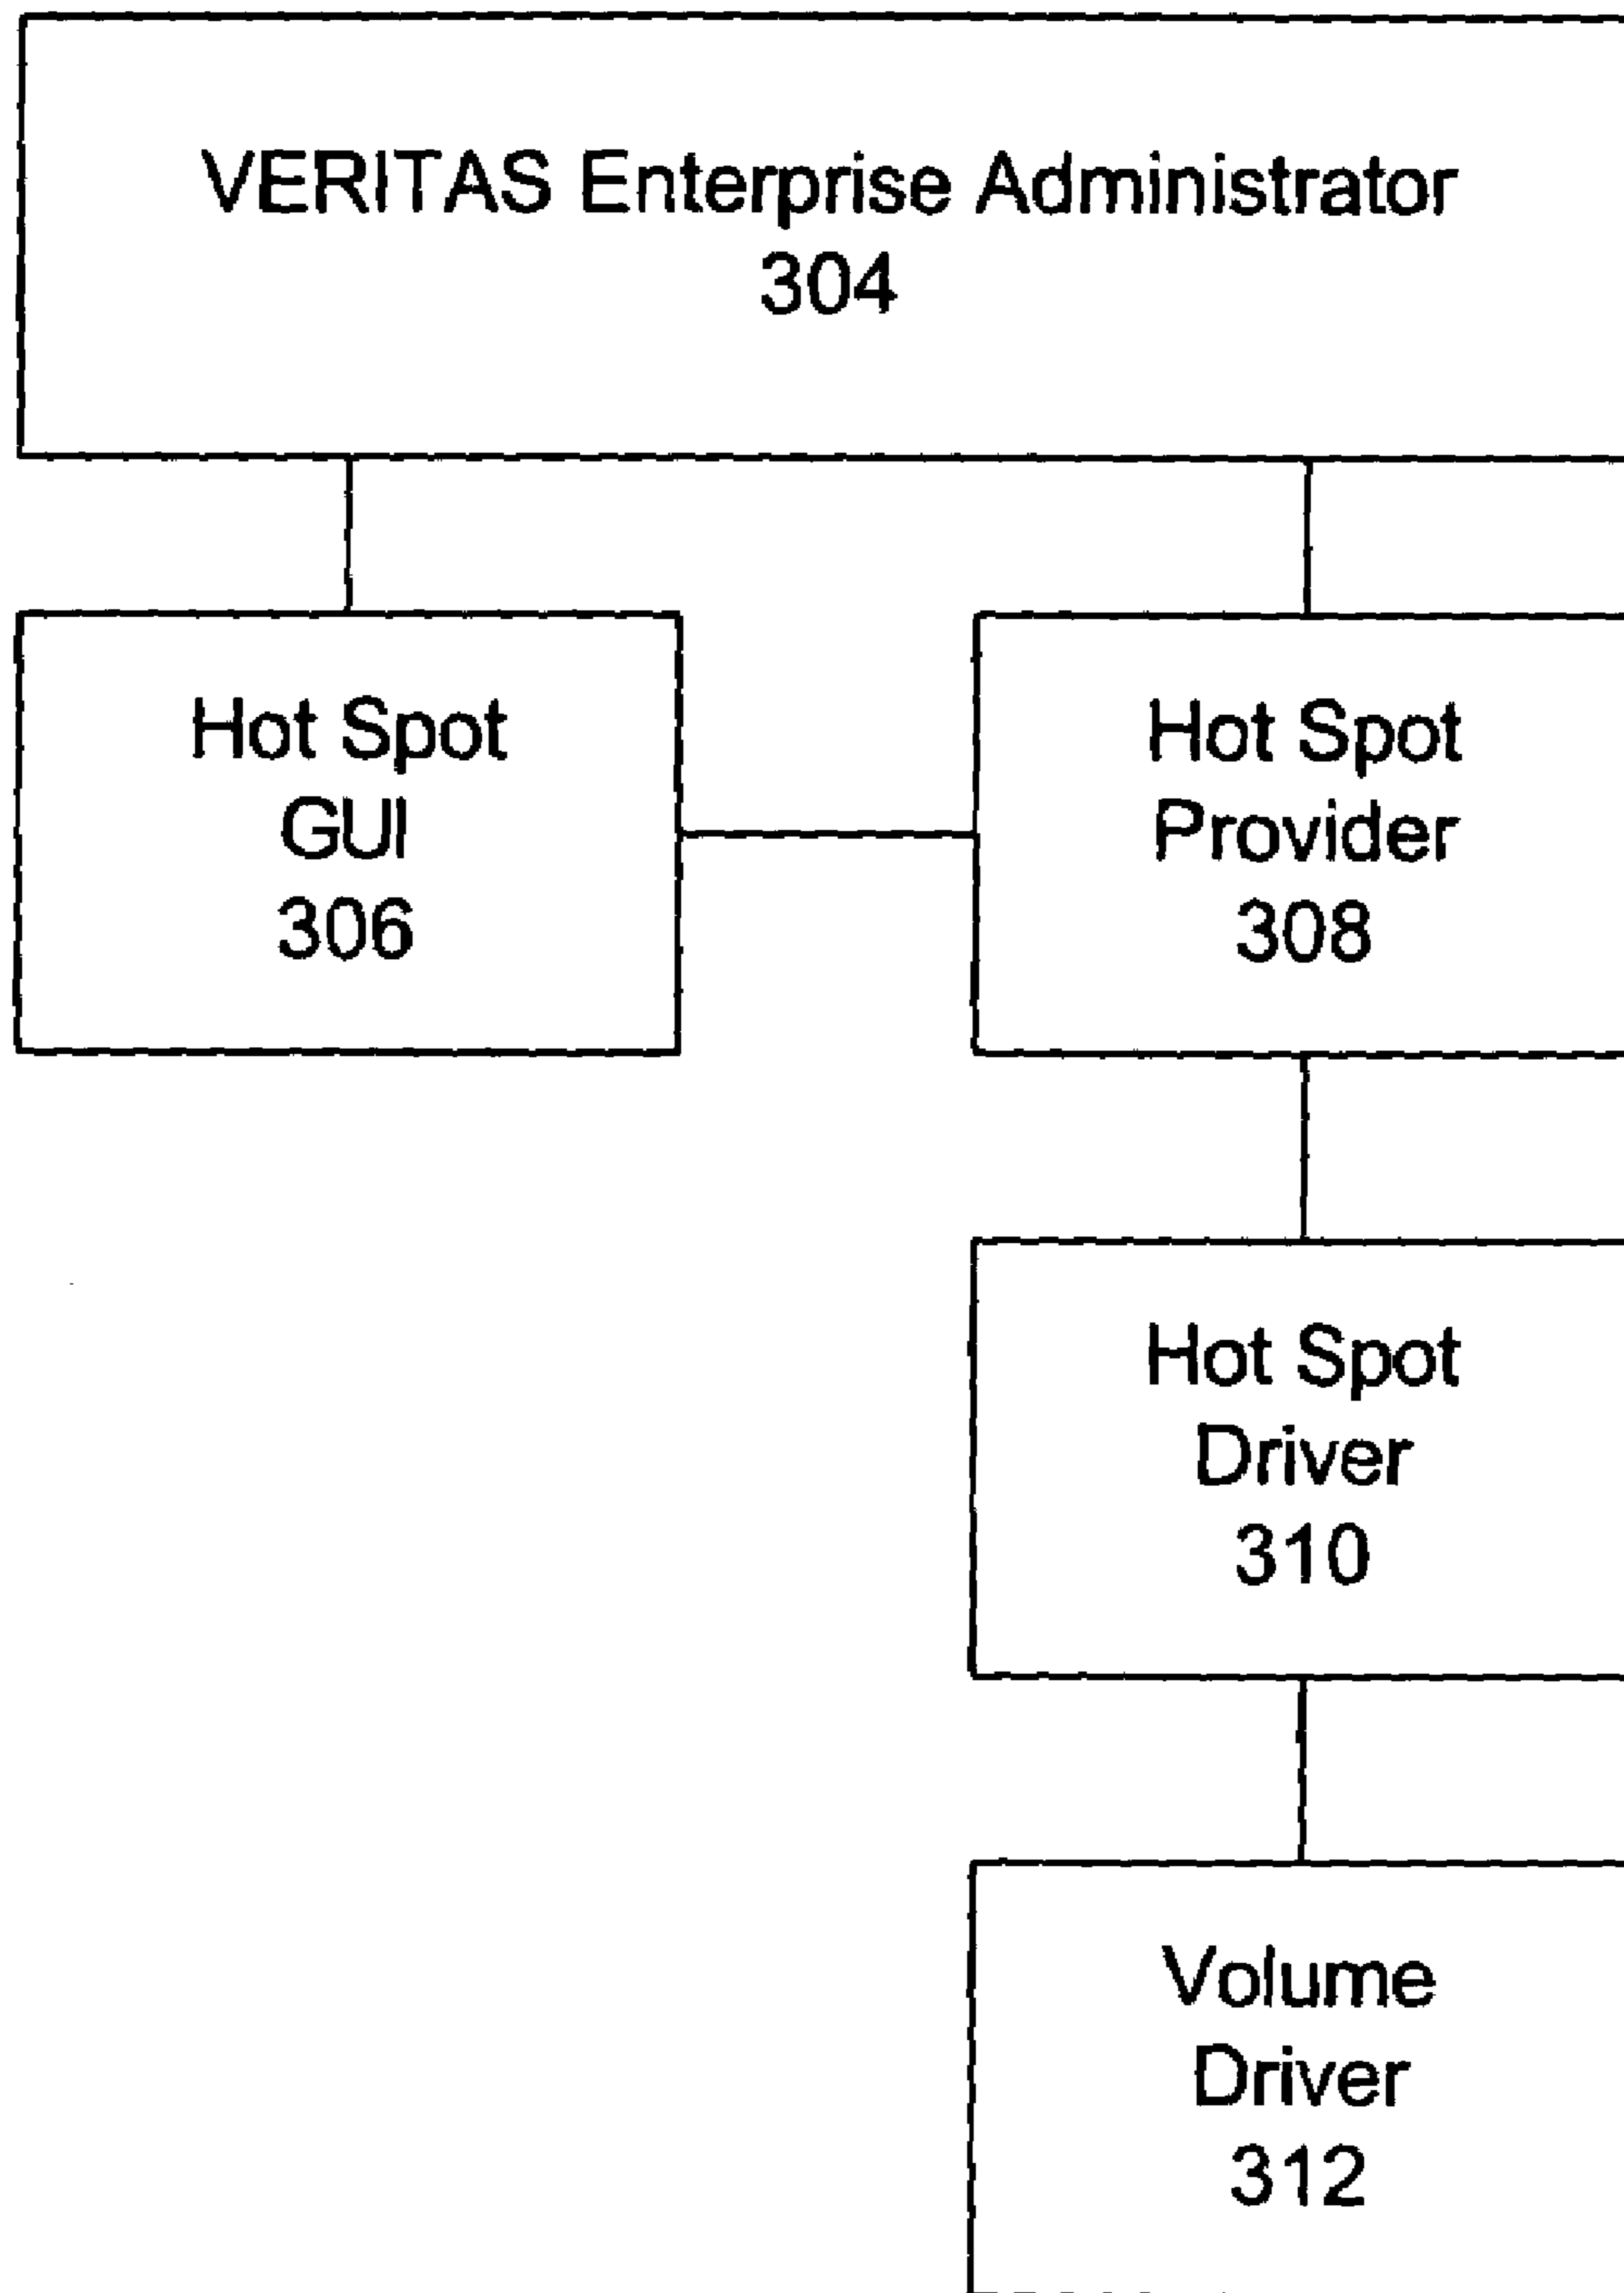 VERITAS Enterprise Administrator
304
Hot Spot
GUI
306
Hot Spot
Provider
308
Hot Spot
Driver
310
Volume
Driver
312